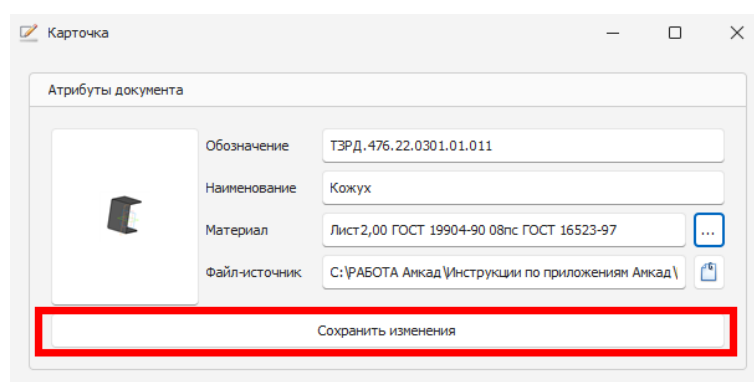 Карточка
Атрибуты документа
Обозначение ТЗРД.476.22.0301.01.011
Наименование Кожух
Материал Лист2,00 ГОСТ 19904-90 08пс ГОСТ 16523-97 ...
Файл-источник C:\РАБОТА Амкад\Инструкции по приложениям Амкад\
Сохранить изменения